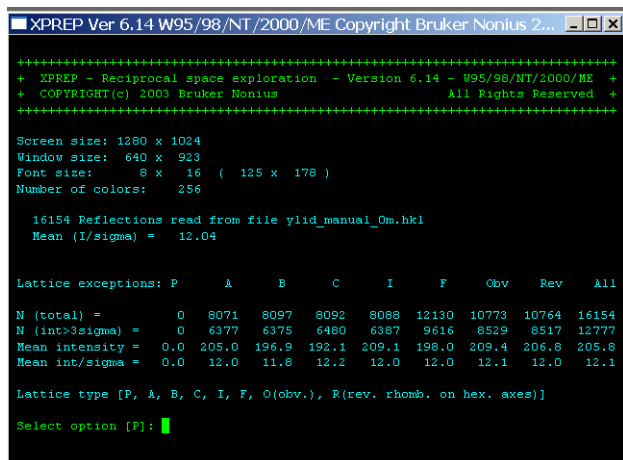 XPREP Ver 6.14 W95/98/NT/2000/ME Copyright Bruker Nonius 2...
++++++++++++++++++++++++++++++++++++++++++++++++++++++++++++++++++++++++++
+ XPREP - Reciprocal space exploration - Version 6.14 - W95/98/NT/2000/ME +
+ COPYRIGHT(c) 2003 Bruker Nonius All Rights Reserved +
++++++++++++++++++++++++++++++++++++++++++++++++++++++++++++++++++++++++++
Screen size: 1280 x 1024
Window size: 640 x 923
Font size: 8 x 16 ( 125 x 178 )
Number of colors: 256
16154 Reflections read from file ylid_manual_0m.hkl
Mean (I/sigma) = 12.04
Lattice exceptions: P A B C I F Obv Rev All
N (total) = 0 8071 8097 8092 8088 12130 10773 10764 16154
N (int>3sigma) = 0 6377 6375 6480 6387 9616 8529 8517 12777
Mean intensity = 0.0 205.0 196.9 192.1 209.1 198.0 209.4 206.8 205.8
Mean int/sigma = 0.0 12.0 11.8 12.2 12.0 12.0 12.1 12.0 12.1
Lattice type [P, A, B, C, I, F, O(obv.), R(rev. rhomb. on hex. axes)]
Select option [P]: